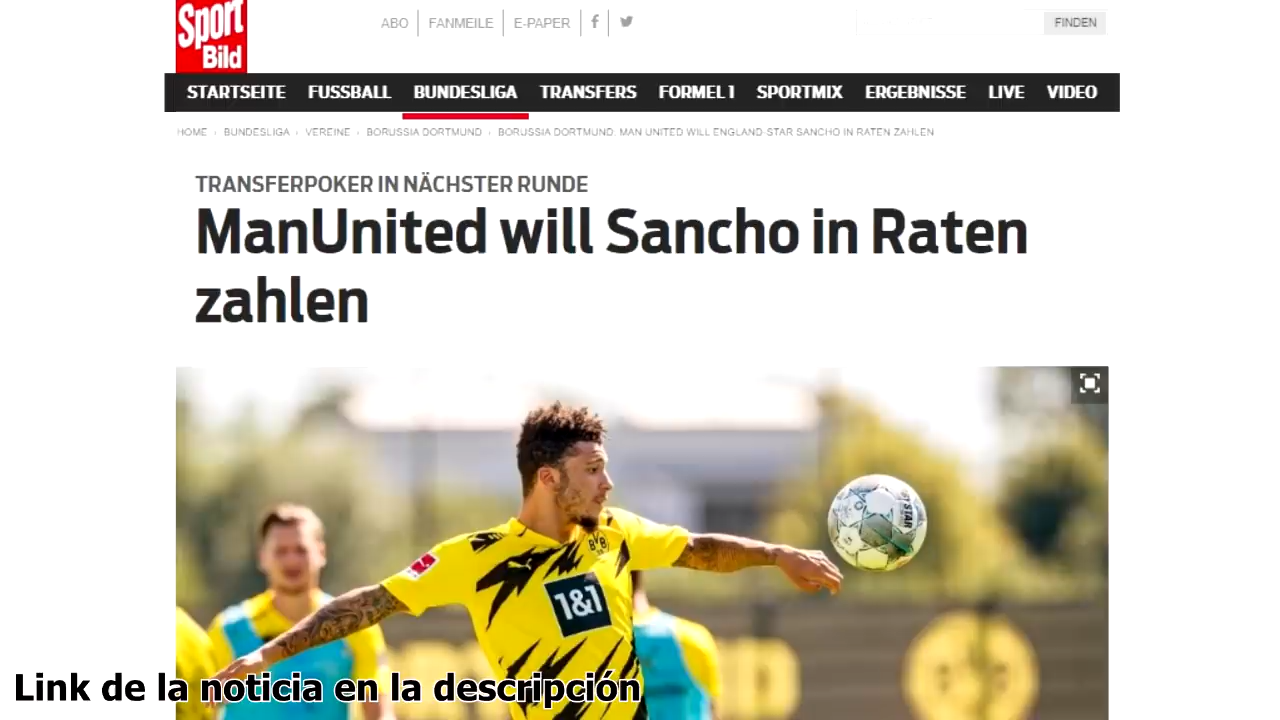 Sport
Bild
ABO FANMEILE E-PAPER
FINDEN
STARTSEITE FUSSBALL BUNDESLIGA TRANSFERS FORMEL 1 SPORTMIX ERGEBNISSE LIVE VIDEO
HOME › BUNDESLIGA › VEREINE › BORUSSIA DORTMUND › BORUSSIA DORTMUND: MAN UNITED WILL ENGLAND-STAR SANCHO IN RATEN ZAHLEN
TRANSFERPOKER IN NÄCHSTER RUNDE
ManUnited will Sancho in Raten
zahlen
BVB
1&1
Link de la noticia en la descripción